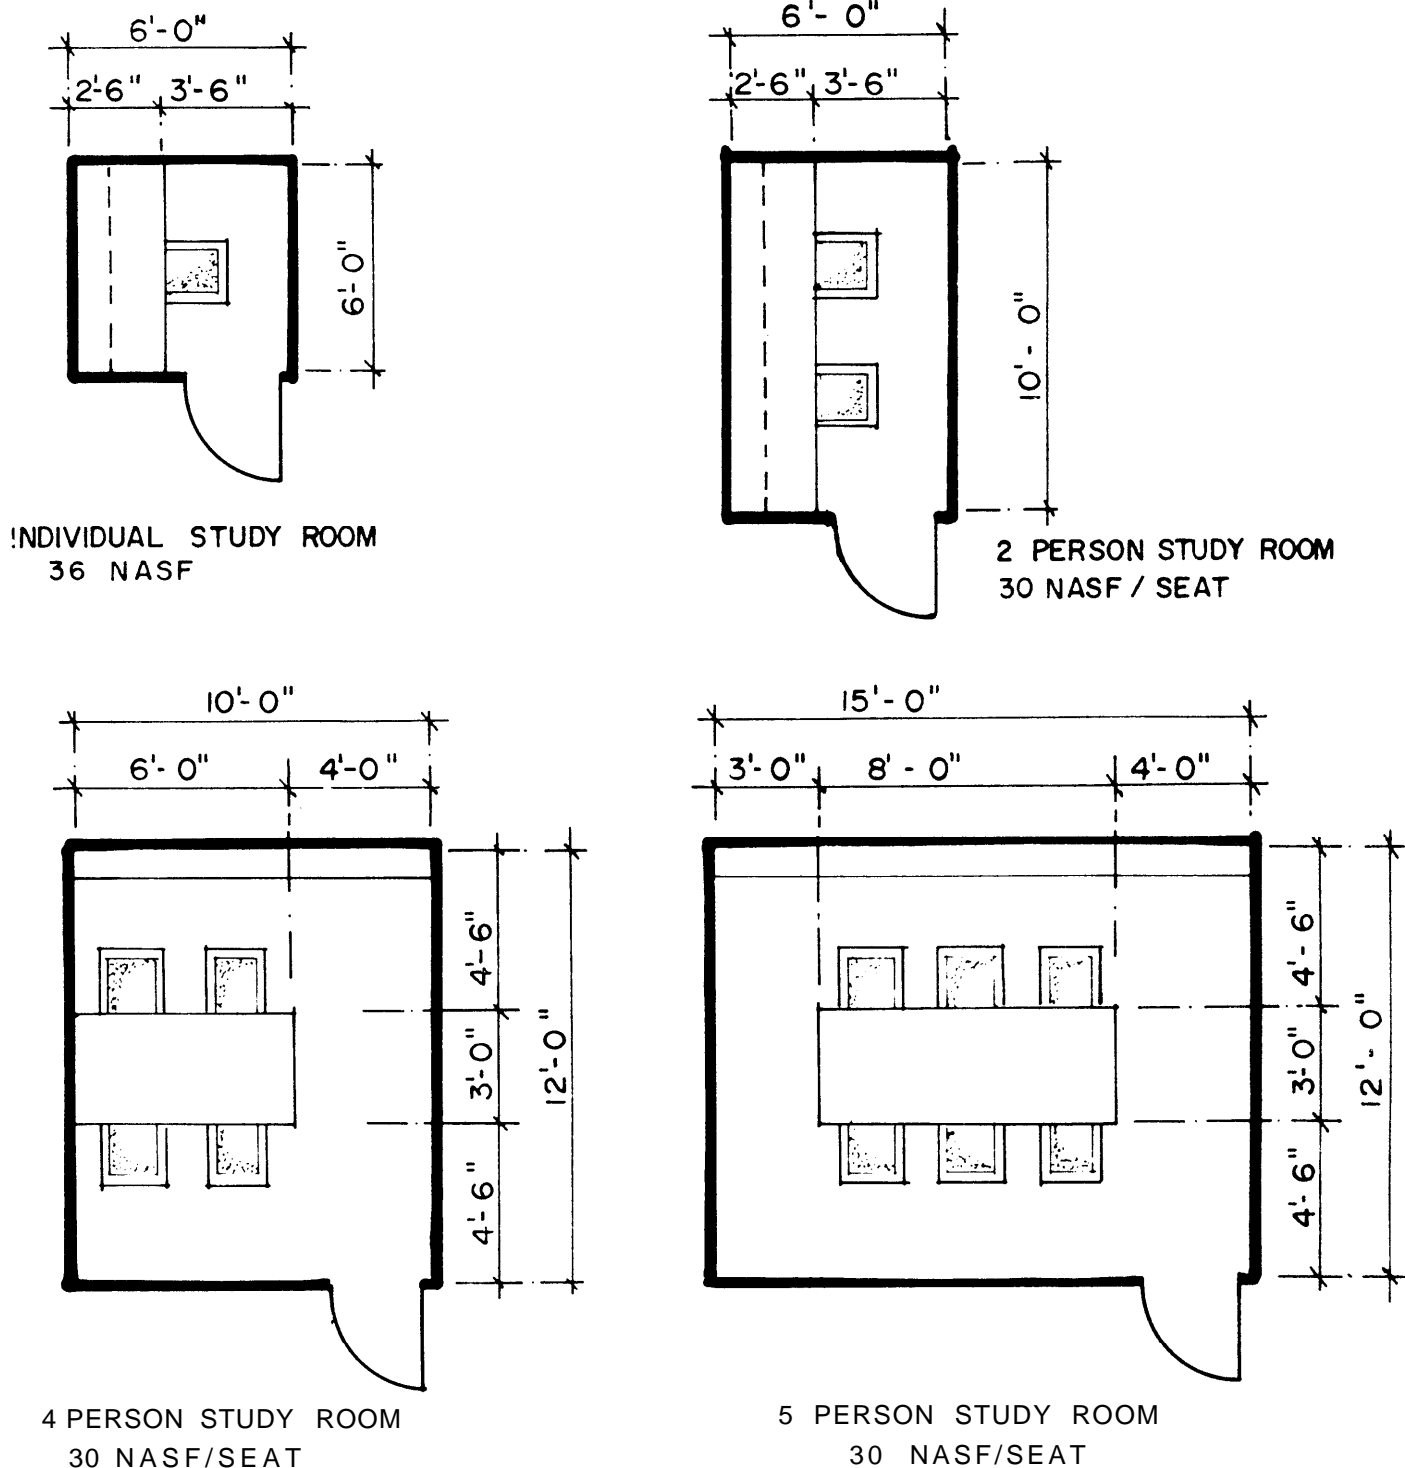 6'-0"
2'-6" 3'-6"
6'-0"
!NDIVIDUAL STUDY ROOM
36 NASF
6'-0"
2'-6" 3'-6"
10'-0"
2 PERSON STUDY ROOM
30 NASF / SEAT
10'-0"
6'-0" 4'-0"
4'-6"
3'-0"
4'-6"
12'-0"
4 PERSON STUDY ROOM
30 NASF/SEAT
15'-0"
3'-0" 8'-0" 4'-0"
4'-6"
3'-0"
4'-6"
12'-0"
5 PERSON STUDY ROOM
30 NASF/SEAT